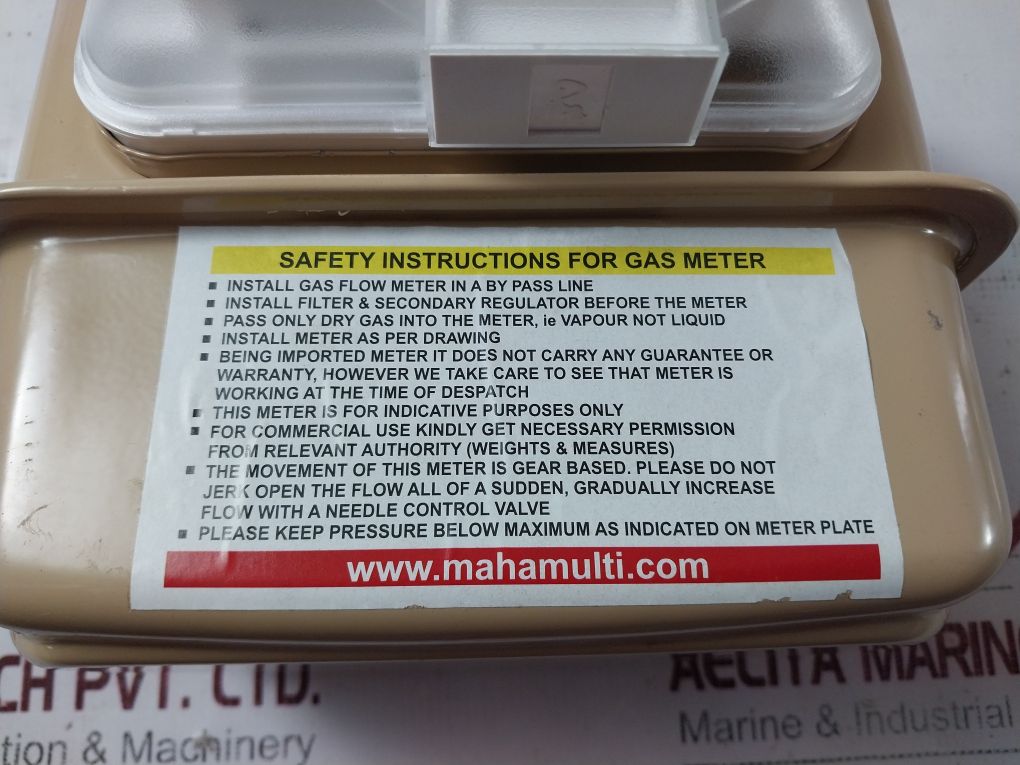 SAFETY INSTRUCTIONS FOR GAS METER
▪ INSTALL GAS FLOW METER IN A BY PASS LINE
▪ INSTALL FILTER & SECONDARY REGULATOR BEFORE THE METER
▪ PASS ONLY DRY GAS INTO THE METER, ie VAPOUR NOT LIQUID
▪ INSTALL METER AS PER DRAWING
▪ BEING IMPORTED METER IT DOES NOT CARRY ANY GUARANTEE OR
WARRANTY, HOWEVER WE TAKE CARE TO SEE THAT METER IS
WORKING AT THE TIME OF DESPATCH
▪ THIS METER IS FOR INDICATIVE PURPOSES ONLY
▪ FOR COMMERCIAL USE KINDLY GET NECESSARY PERMISSION
FROM RELEVANT AUTHORITY (WEIGHTS & MEASURES)
▪ THE MOVEMENT OF THIS METER IS GEAR BASED. PLEASE DO NOT
JERK OPEN THE FLOW ALL OF A SUDDEN, GRADUALLY INCREASE
FLOW WITH A NEEDLE CONTROL VALVE
▪ PLEASE KEEP PRESSURE BELOW MAXIMUM AS INDICATED ON METER PLATE
www.mahamulti.com
CH PVT. LTD. AELITA MARIN
tion & Machinery Marine & Industrial